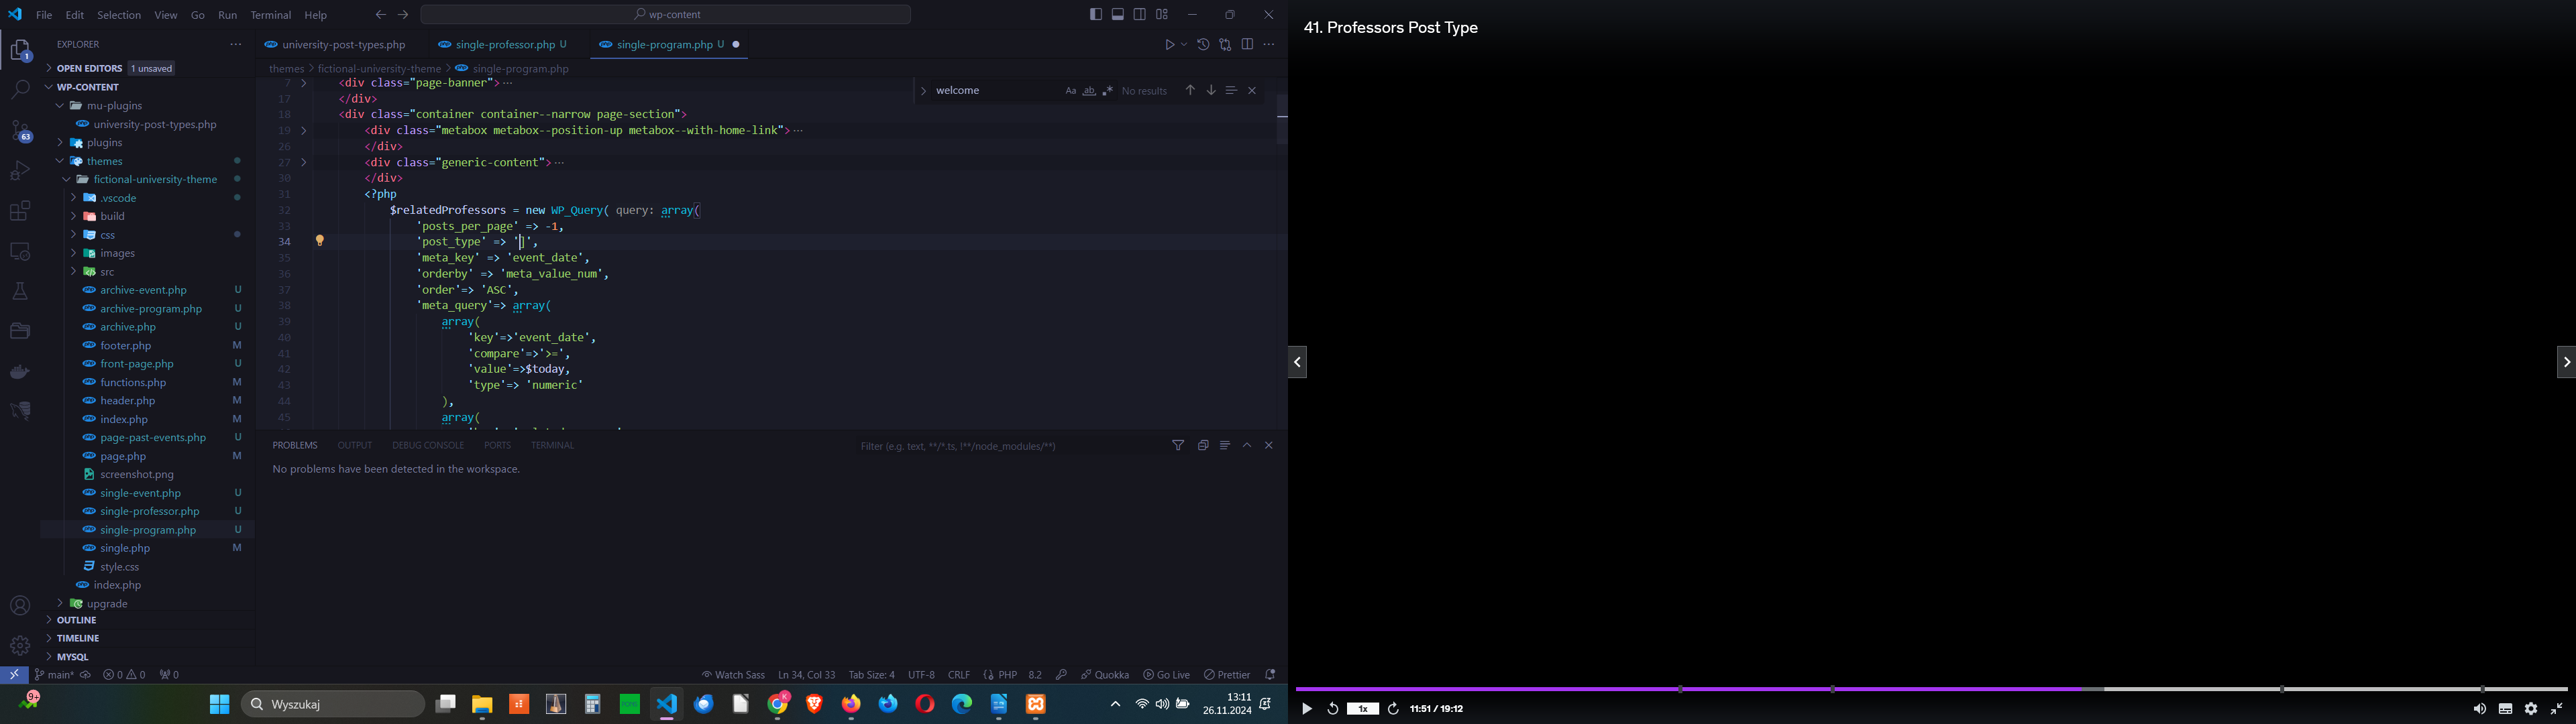 File Edit Selection View Go Run Terminal Help
wp-content
EXPLORER
OPEN EDITORS 1 unsaved
WP-CONTENT
mu-plugins
university-post-types.php
plugins
themes
fictional-university-theme
.vscode
build
css
images
src
archive-event.php U
archive-program.php U
archive.php U
footer.php M
front-page.php U
functions.php M
header.php M
index.php M
page-past-events.php U
page.php M
screenshot.png
single-event.php U
single-professor.php U
single-program.php U
single.php M
style.css
index.php
upgrade
OUTLINE
TIMELINE
MYSQL
1
63
university-post-types.php single-professor.php U single-program.php U
themes > fictional-university-theme > single-program.php
welcome Aa ab .* No results
7 <div class="page-banner">···
17 </div>
18 <div class="container container--narrow page-section">
19 <div class="metabox metabox--position-up metabox--with-home-link">···
26 </div>
27 <div class="generic-content">···
30 </div>
31 <?php
32 $relatedProfessors = new WP_Query( query: array(
33 'posts_per_page' => -1,
34 'post_type' => '',
35 'meta_key' => 'event_date',
36 'orderby' => 'meta_value_num',
37 'order'=> 'ASC',
38 'meta_query'=> array(
39 array(
40 'key'=>'event_date',
41 'compare'=>'>=',
42 'value'=>$today,
43 'type'=> 'numeric'
44 ),
45 array(
PROBLEMS OUTPUT DEBUG CONSOLE PORTS TERMINAL
Filter (e.g. text, **/*.ts, !**/node_modules/**)
No problems have been detected in the workspace.
main* 0 0 0 Watch Sass Ln 34, Col 33 Tab Size: 4 UTF-8 CRLF PHP 8.2 Quokka Go Live Prettier
9+
Wyszukaj
13:11
26.11.2024
41. Professors Post Type
1x 11:51 / 19:12